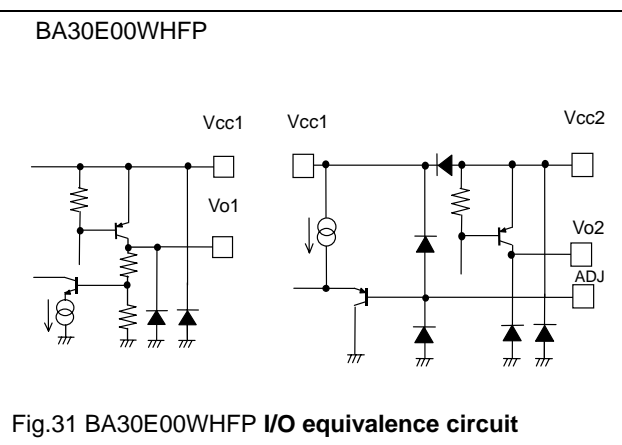 BA30E00WHFP
Vcc1
Vo1
Vcc1
Vcc2
Vo2
ADJ
Fig.31 BA30E00WHFP I/O equivalence circuit